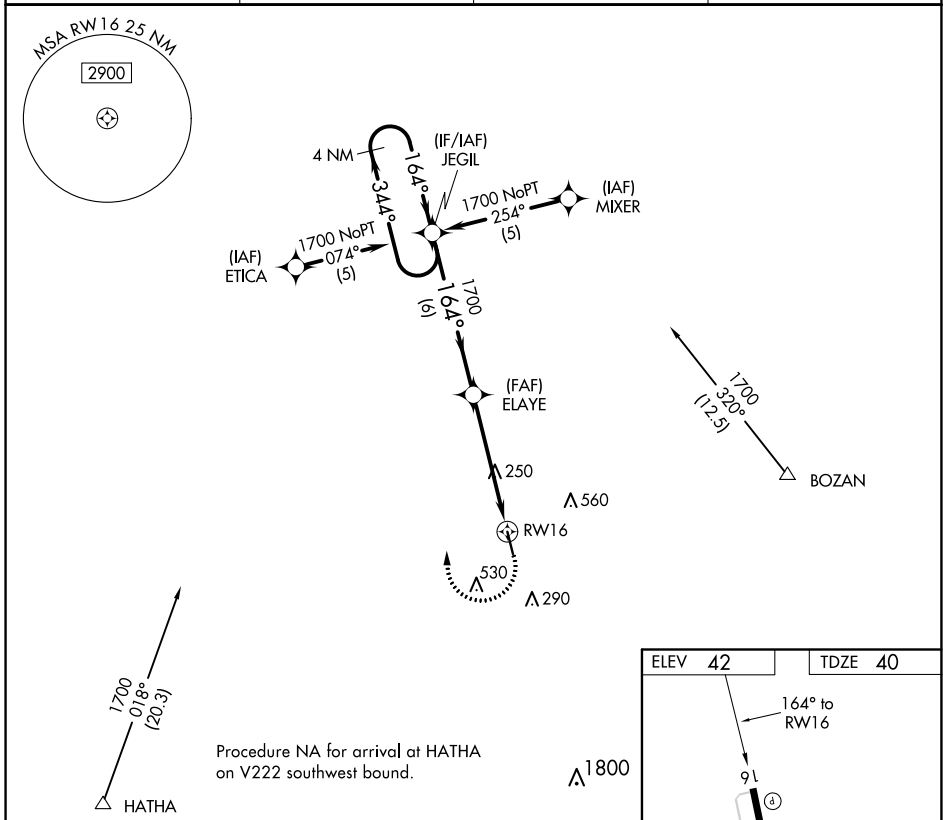 MSA RW16 25 NM
2900
4 NM
164°
344°
(IF/IAF)
JEGIL
1700 NoPT
254°
(5)
(IAF)
MIXER
(IAF)
ETICA
1700 NoPT
074°
(5)
1700
164°
(6)
(FAF)
ELAYE
1700
320°
(12.5)
BOZAN
250
560
RW16
530
290
1700
018°
(20.3)
HATHA
Procedure NA for arrival at HATHA
on V222 southwest bound.
1800
ELEV 42
TDZE 40
164° to
RW16
16
P